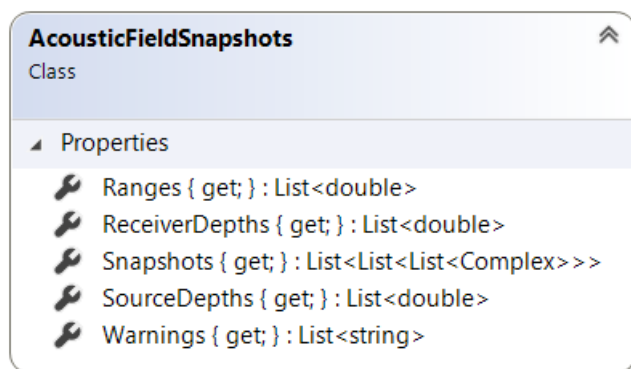 AcousticFieldSnapshots
Class
Properties
Ranges { get; } : List<double>
ReceiverDepths { get; } : List<double>
Snapshots { get; } : List<List<List<Complex>>>
SourceDepths { get; } : List<double>
Warnings { get; } : List<string>